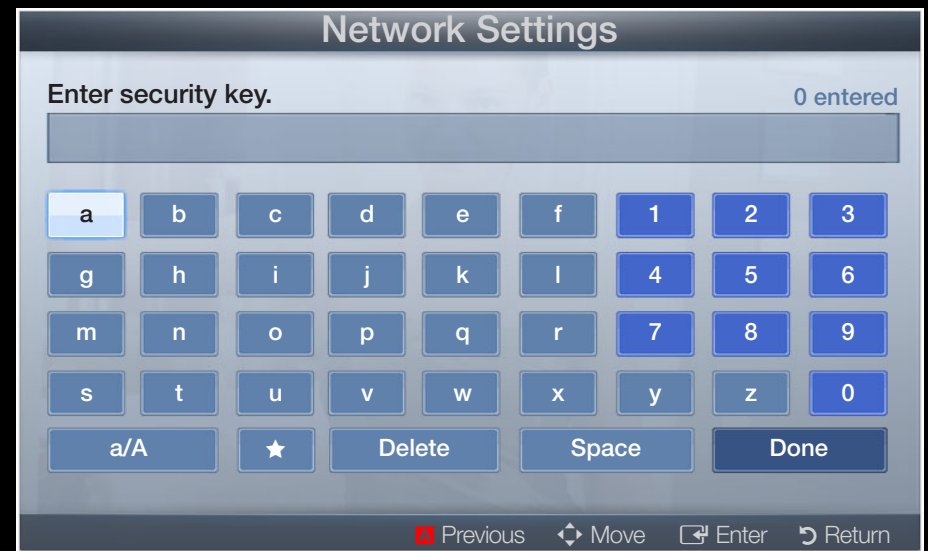 Network Settings
Enter security key.
0 entered
a b c d e f 1 2 3
g h i j k l 4 5 6
m n o p q r 7 8 9
s t u v w x y z 0
a/A ★ Delete Space Done
A Previous Move Enter Return